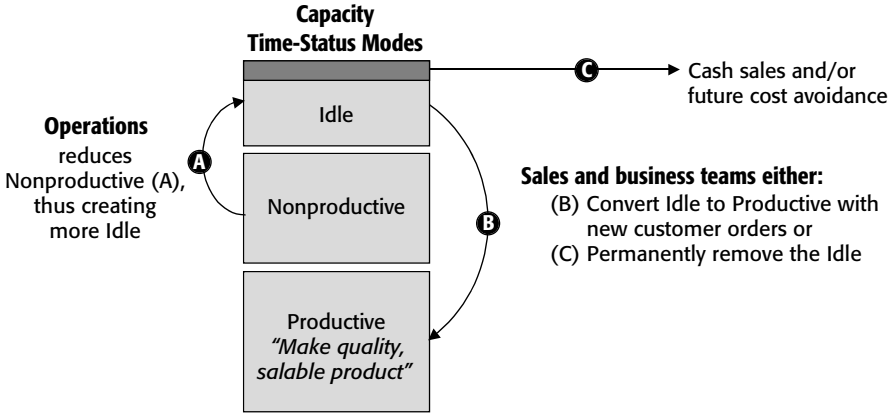 Capacity
Time-Status Modes
C
Cash sales and/or
future cost avoidance
Idle
Operations
reduces
Nonproductive (A),
thus creating
more Idle
A
Nonproductive
B
Sales and business teams either:
(B) Convert Idle to Productive with
new customer orders or
(C) Permanently remove the Idle
Productive
“Make quality,
salable product”